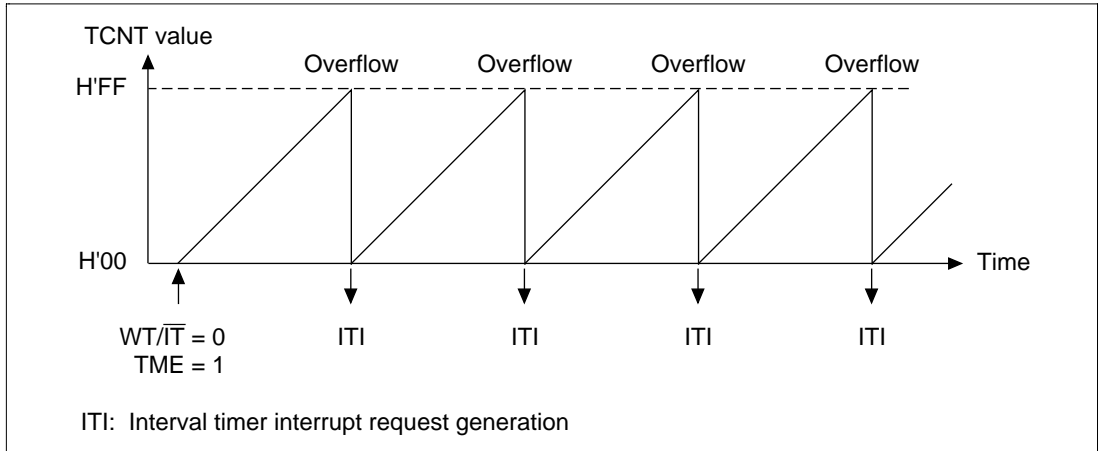 TCNT value
Overflow Overflow Overflow Overflow
H'FF
H'00
Time
WT/I̅T̅ = 0 ITI ITI ITI ITI
TME = 1
ITI: Interval timer interrupt request generation